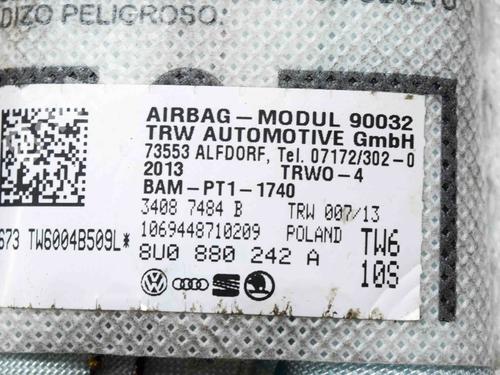 DIZO PELIGROSO.
AIRBAG-MODUL 90032
TRW AUTOMOTIVE GmbH
73553 ALFDORF, Tel. 07172/302-0
2013 TRWO-4
BAM-PT1-1740
3408 7484 B TRW 007/13
1069448710209 POLAND TW6
673 TW6004B509L*
8U0 880 242 A 10S